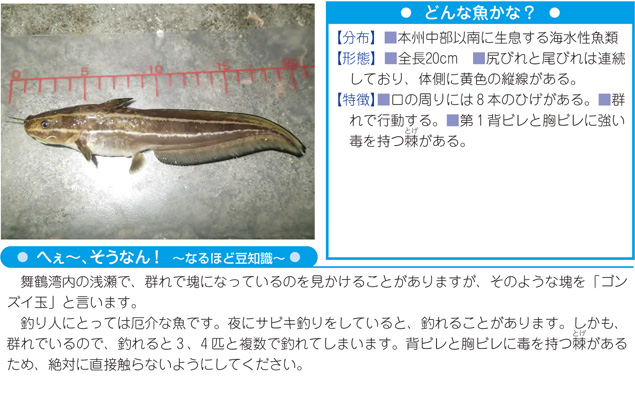 0 5 10 15 20
● どんな魚かな？ ●
【分布】■本州中部以南に生息する海水性魚類
【形態】■全長20cm ■尻びれと尾びれは連続
しており、体側に黄色の縦線がある。
【特徴】■口の周りには８本のひげがある。■群
れで行動する。■第１背ビレと胸ビレに強い
毒を持つ棘(とげ)がある。
● へぇ〜、そうなん！ 〜なるほど豆知識〜 ●
舞鶴湾内の浅瀬で、群れで塊になっているのを見かけることがありますが、そのような塊を「ゴン
ズイ玉」と言います。
釣り人にとっては厄介な魚です。夜にサビキ釣りをしていると、釣れることがあります。しかも、
群れでいるので、釣れると３、４匹と複数で釣れてしまいます。背ビレと胸ビレに毒を持つ棘(とげ)がある
ため、絶対に直接触らないようにしてください。